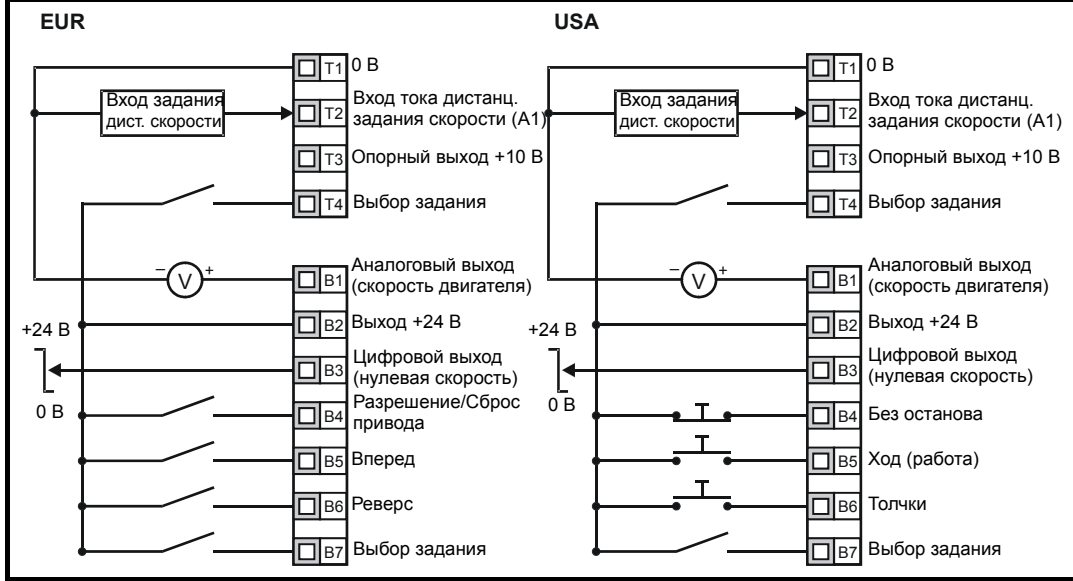 EUR
T1 0 В
Вход задания
дист. скорости
T2 Вход тока дистанц.
задания скорости (A1)
T3 Опорный выход +10 В
T4 Выбор задания
– V +
B1 Аналоговый выход
(скорость двигателя)
+24 В
B2 Выход +24 В
B3 Цифровой выход
(нулевая скорость)
0 В
B4 Разрешение/Сброс
привода
B5 Вперед
B6 Реверс
B7 Выбор задания
USA
T1 0 В
Вход задания
дист. скорости
T2 Вход тока дистанц.
задания скорости (A1)
T3 Опорный выход +10 В
T4 Выбор задания
– V +
B1 Аналоговый выход
(скорость двигателя)
+24 В
B2 Выход +24 В
B3 Цифровой выход
(нулевая скорость)
0 В
B4 Без останова
B5 Ход (работа)
B6 Толчки
B7 Выбор задания